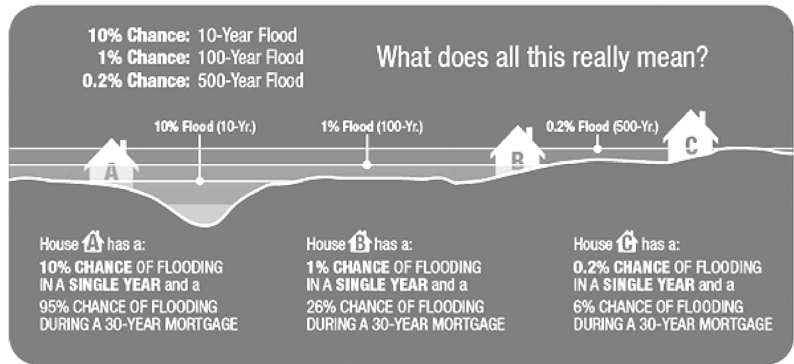 10% Chance: 10-Year Flood
1% Chance: 100-Year Flood
0.2% Chance: 500-Year Flood
What does all this really mean?
10% Flood (10-Yr.)
1% Flood (100-Yr.)
0.2% Flood (500-Yr.)
A
B
C
House A has a:
10% CHANCE OF FLOODING
IN A SINGLE YEAR and a
95% CHANCE OF FLOODING
DURING A 30-YEAR MORTGAGE
House B has a:
1% CHANCE OF FLOODING
IN A SINGLE YEAR and a
26% CHANCE OF FLOODING
DURING A 30-YEAR MORTGAGE
House C has a:
0.2% CHANCE OF FLOODING
IN A SINGLE YEAR and a
6% CHANCE OF FLOODING
DURING A 30-YEAR MORTGAGE